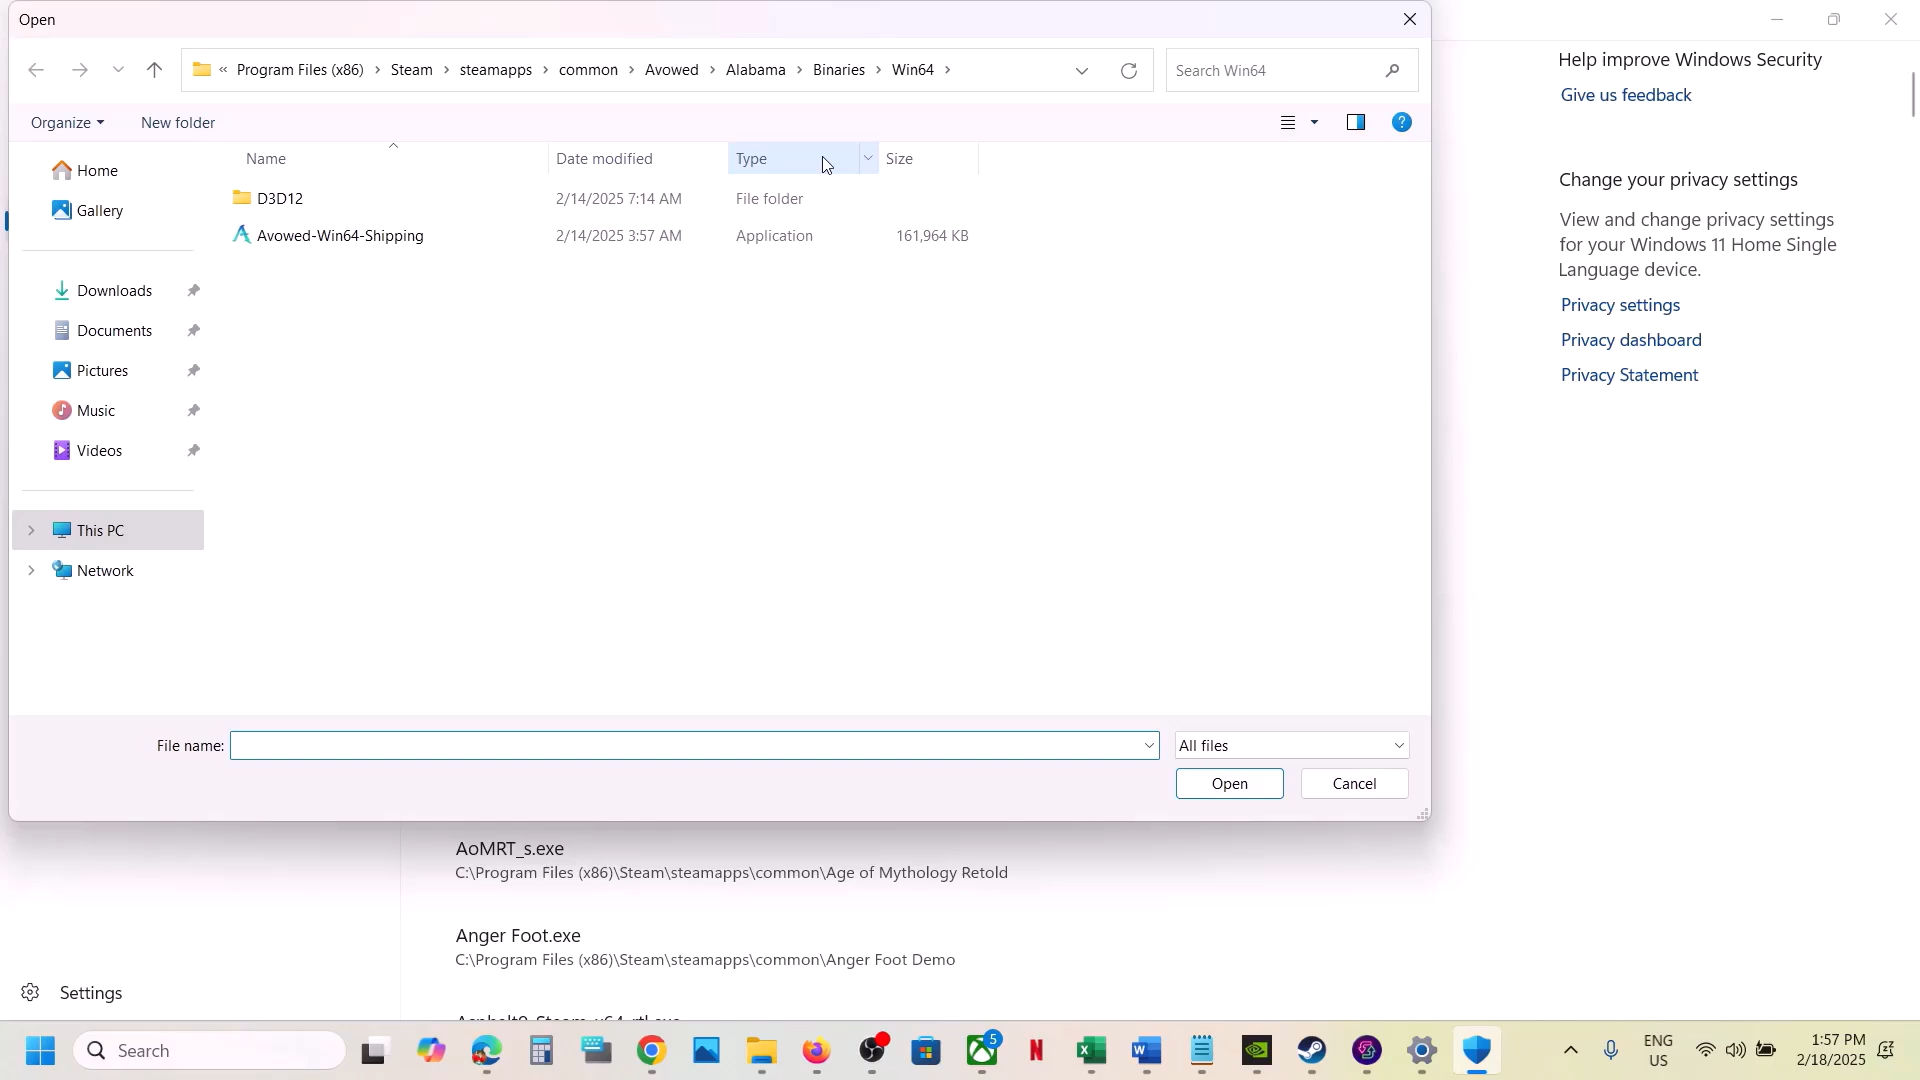 Open
« Program Files (x86) > Steam > steamapps > common > Avowed > Alabama > Binaries > Win64 >
Search Win64
Organize
New folder
Name
Date modified
Type
Size
D3D12
2/14/2025 7:14 AM
File folder
Avowed-Win64-Shipping
2/14/2025 3:57 AM
Application
161,964 KB
Home
Gallery
Downloads
Documents
Pictures
Music
Videos
This PC
Network
File name:
All files
Open
Cancel
Help improve Windows Security
Give us feedback
Change your privacy settings
View and change privacy settings
for your Windows 11 Home Single
Language device.
Privacy settings
Privacy dashboard
Privacy Statement
AoMRT_s.exe
C:\Program Files (x86)\Steam\steamapps\common\Age of Mythology Retold
Anger Foot.exe
C:\Program Files (x86)\Steam\steamapps\common\Anger Foot Demo
Settings
Search
5
ENG
US
1:57 PM
2/18/2025